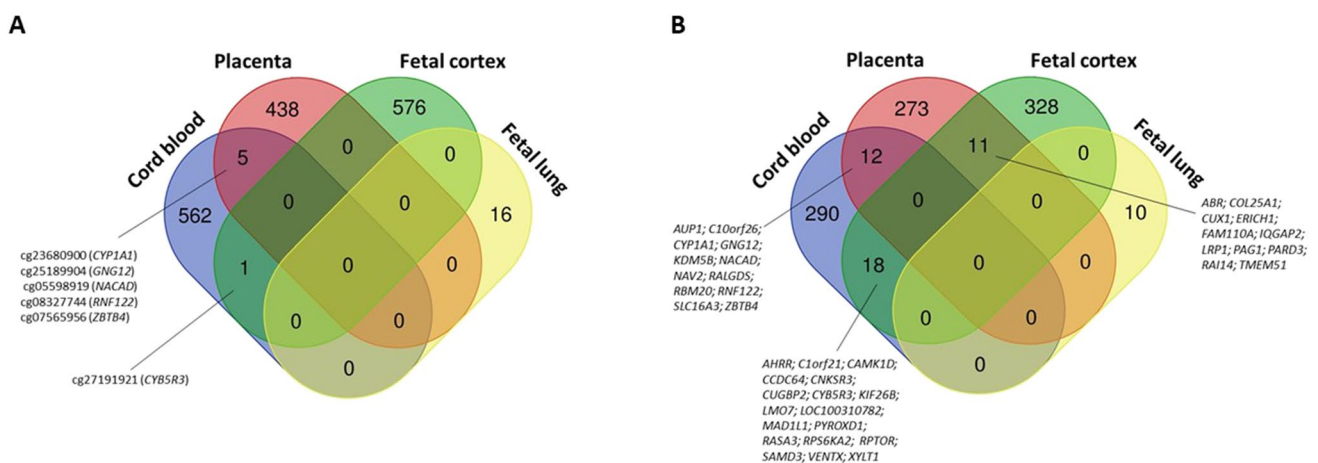 A
Placenta
Fetal cortex
Cord blood
Fetal lung
438
576
5
0
0
562
0
0
16
1
0
0
0
0
0
cg23680900 (CYP1A1)
cg25189904 (GNG12)
cg05598919 (NACAD)
cg08327744 (RNF122)
cg07565956 (ZBTB4)
cg27191921 (CYB5R3)
B
Placenta
Fetal cortex
Cord blood
Fetal lung
273
328
12
11
0
290
0
0
10
18
0
0
0
0
0
AUP1; C10orf26;
CYP1A1; GNG12;
KDM5B; NACAD;
NAV2; RALGDS;
RBM20; RNF122;
SLC16A3; ZBTB4
ABR; COL25A1;
CUX1; ERICH1;
FAM110A; IQGAP2;
LRP1; PAG1; PARD3;
RAI14; TMEM51
AHRR; C1orf21; CAMK1D;
CCDC64; CNKSR3;
CUGBP2; CYB5R3; KIF26B;
LMO7; LOC100310782;
MAD1L1; PYROXD1;
RASA3; RPS6KA2; RPTOR;
SAMD3; VENTX; XYLT1